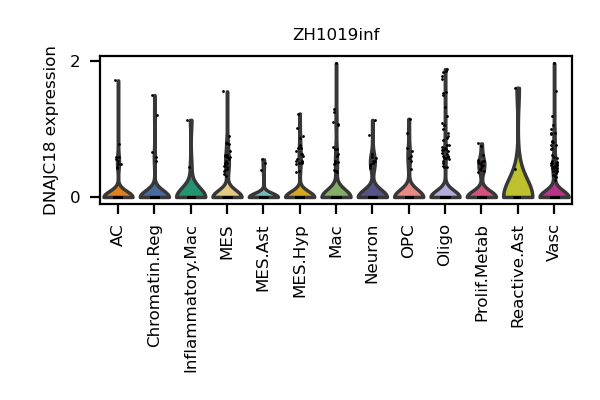 ZH1019inf
DNAJC18 expression
2
0
AC
Chromatin.Reg
Inflammatory.Mac
MES
MES.Ast
MES.Hyp
Mac
Neuron
OPC
Oligo
Prolif.Metab
Reactive.Ast
Vasc